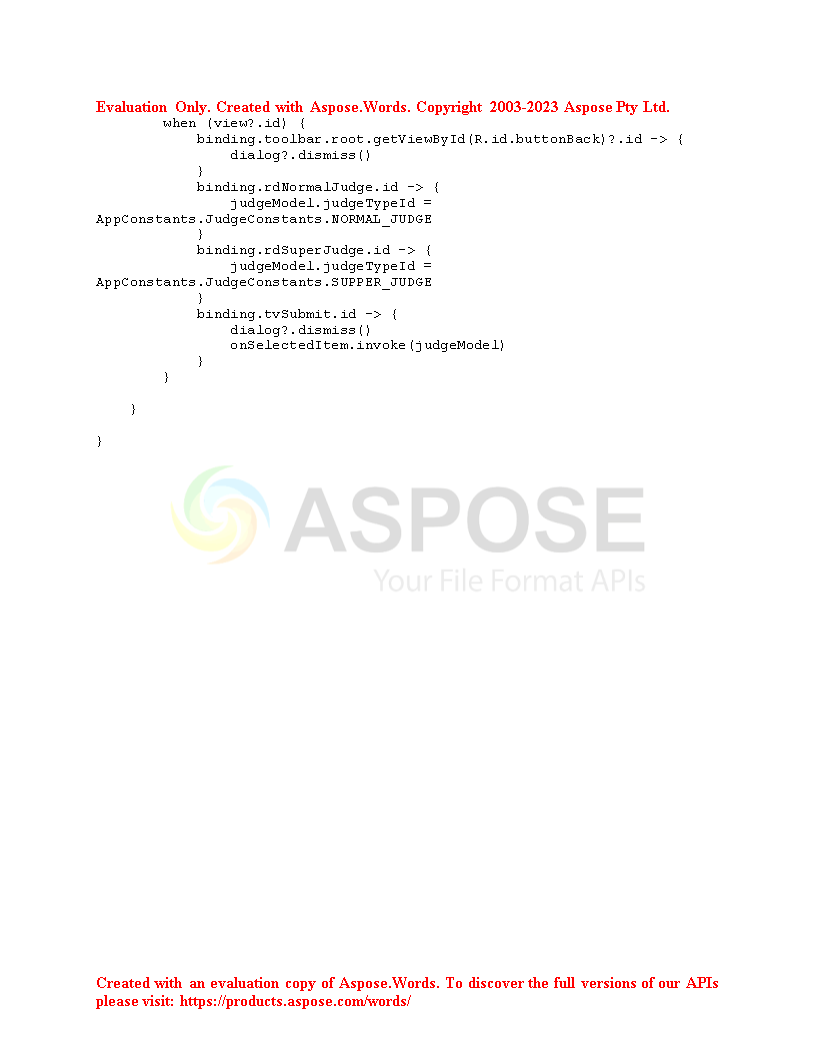 Evaluation Only. Created with Aspose.Words. Copyright 2003-2023 Aspose Pty Ltd.
        when (view?.id) {
            binding.toolbar.root.getViewById(R.id.buttonBack)?.id -> {
                dialog?.dismiss()
            }
            binding.rdNormalJudge.id -> {
                judgeModel.judgeTypeId =
AppConstants.JudgeConstants.NORMAL_JUDGE
            }
            binding.rdSuperJudge.id -> {
                judgeModel.judgeTypeId =
AppConstants.JudgeConstants.SUPPER_JUDGE
            }
            binding.tvSubmit.id -> {
                dialog?.dismiss()
                onSelectedItem.invoke(judgeModel)
            }
        }
    }
}
ASPOSE
Your File Format APIs
Created with an evaluation copy of Aspose.Words. To discover the full versions of our APIs
please visit: https://products.aspose.com/words/